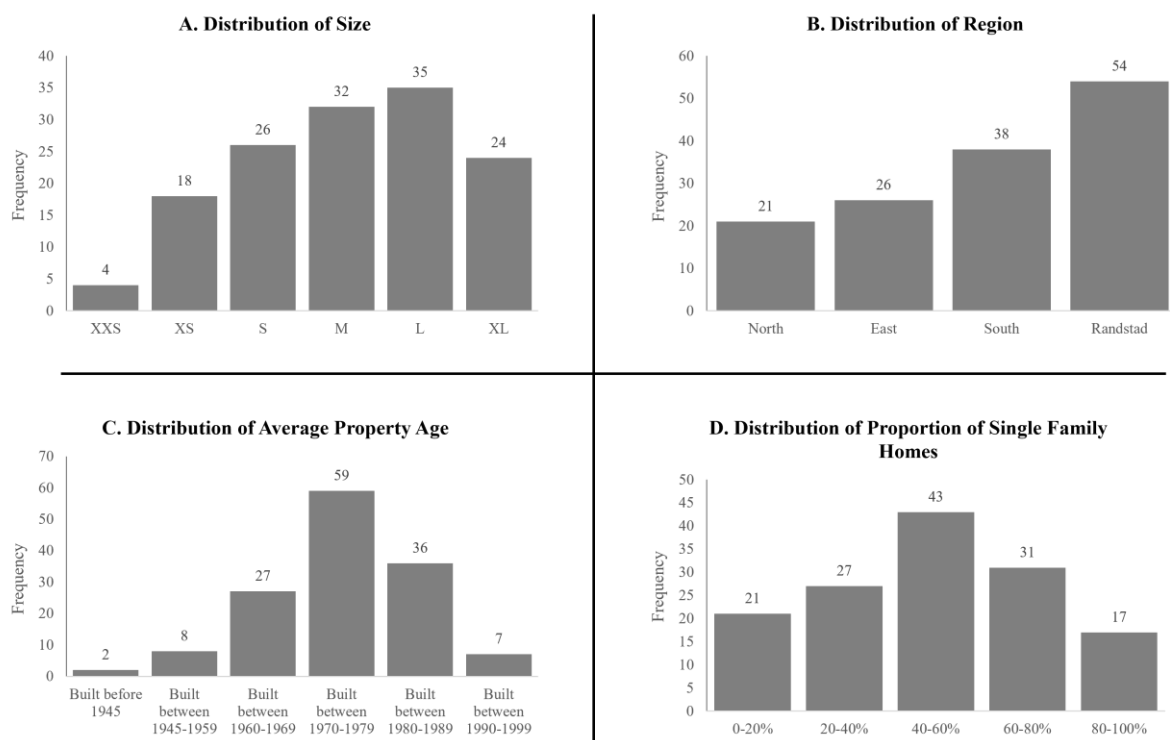 A. Distribution of Size
40
35
30
25
20
15
10
5
0
Frequency
4
18
26
32
35
24
XXS XS S M L XL
B. Distribution of Region
60
50
40
30
20
10
0
Frequency
21
26
38
54
North East South Randstad
C. Distribution of Average Property Age
70
60
50
40
30
20
10
0
Frequency
2
8
27
59
36
7
Built before
1945
Built
between
1945-1959
Built
between
1960-1969
Built
between
1970-1979
Built
between
1980-1989
Built
between
1990-1999
D. Distribution of Proportion of Single Family
Homes
50
45
40
35
30
25
20
15
10
5
0
Frequency
21
27
43
31
17
0-20% 20-40% 40-60% 60-80% 80-100%